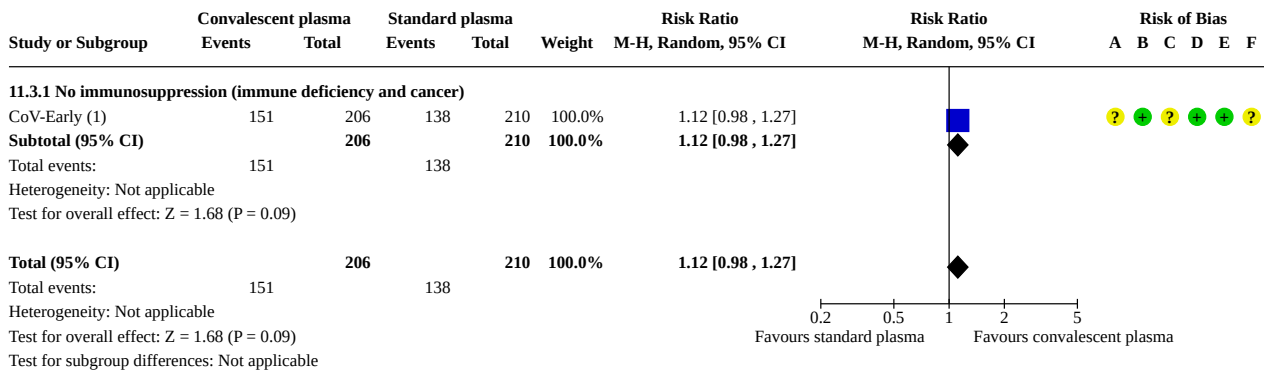 Convalescent plasma Standard plasma Risk Ratio Risk Ratio Risk of Bias
Study or Subgroup Events Total Events Total Weight M-H, Random, 95% CI M-H, Random, 95% CI A B C D E F
11.3.1 No immunosuppression (immune deficiency and cancer)
CoV-Early (1) 151 206 138 210 100.0% 1.12 [0.98 , 1.27] ? + ? + + ?
Subtotal (95% CI) 206 210 100.0% 1.12 [0.98 , 1.27]
Total events: 151 138
Heterogeneity: Not applicable
Test for overall effect: Z = 1.68 (P = 0.09)
Total (95% CI) 206 210 100.0% 1.12 [0.98 , 1.27]
Total events: 151 138
Heterogeneity: Not applicable
0.2 0.5 1 2 5
Test for overall effect: Z = 1.68 (P = 0.09) Favours standard plasma Favours convalescent plasma
Test for subgroup differences: Not applicable